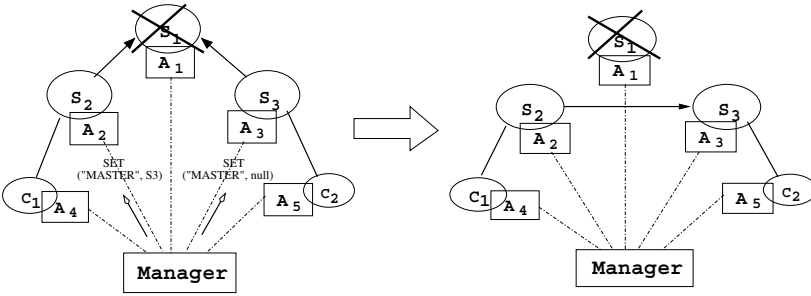 S1
A1
S2
A2
S3
A3
SET
("MASTER", S3)
SET
("MASTER", null)
C1
A4
A5
C2
Manager
S1
A1
S2
A2
S3
A3
C1
A4
A5
C2
Manager